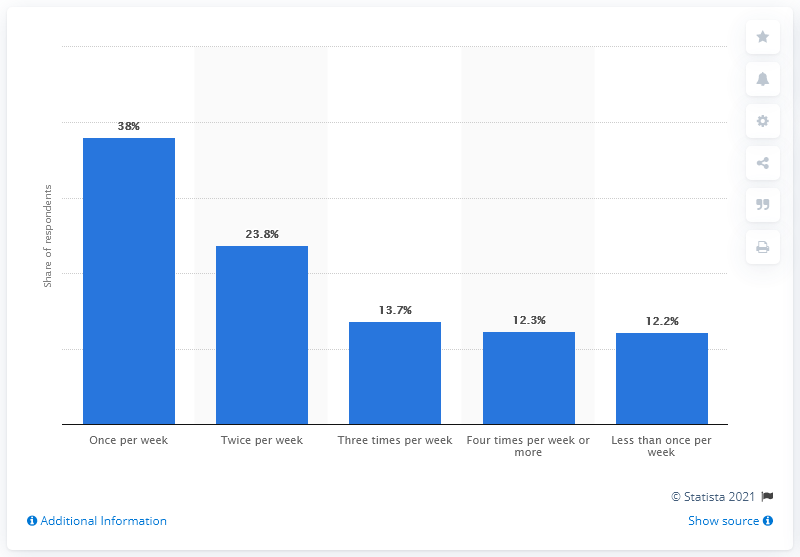 Share of respondents
38%
23.8%
13.7%
12.3%
12.2%
Once per week
Twice per week
Three times per week
Four times per week or
more
Less than once per
week
© Statista 2021
Additional Information
Show source